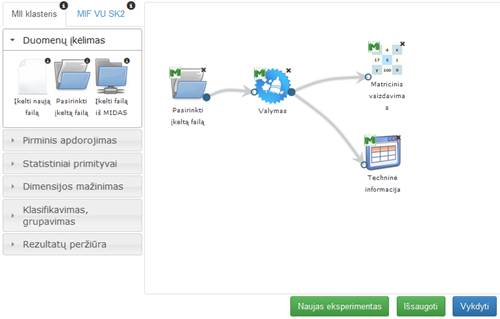 MII klasteris
MIF VU SK2
Duomenų įkėlimas
Įkelti naują
failą
Pasirinkti
įkeltą failą
Įkelti failą
iš MIDAS
Pirminis apdorojimas
Statistiniai primityvai
Dimensijos mažinimas
Klasifikavimas,
grupavimas
Rezultatų peržiūra
Pasirinkti
įkeltą failą
Valymas
Matricinis
vaizdavima
s
Techninė
informacija
Naujas eksperimentas
Išsaugoti
Vykdyti